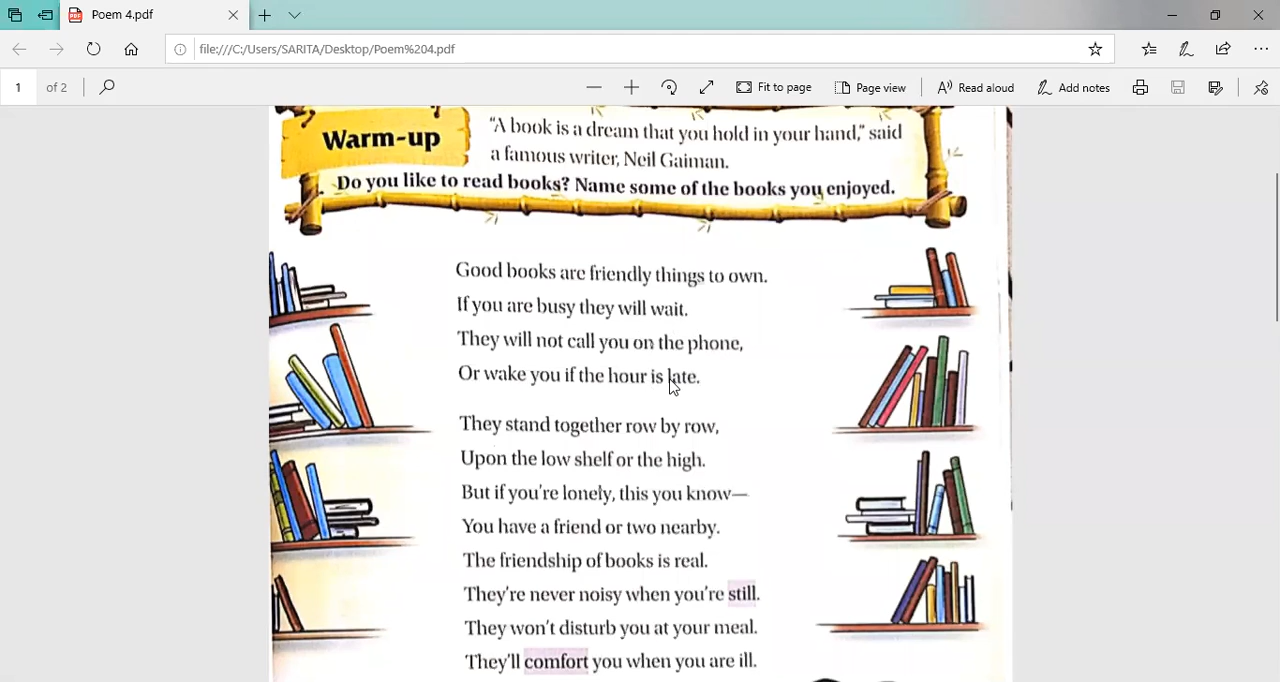 Poem 4.pdf
file:///C:/Users/SARITA/Desktop/Poem%204.pdf
1 of 2 Fit to page Page view Read aloud Add notes
Warm-up
"A book is a dream that you hold in your hand," said
a famous writer, Neil Gaiman.
Do you like to read books? Name some of the books you enjoyed.
Good books are friendly things to own.
If you are busy they will wait.
They will not call you on the phone,
Or wake you if the hour is late.
They stand together row by row,
Upon the low shelf or the high.
But if you're lonely, this you know—
You have a friend or two nearby.
The friendship of books is real.
They're never noisy when you're still.
They won't disturb you at your meal.
They'll comfort you when you are ill.